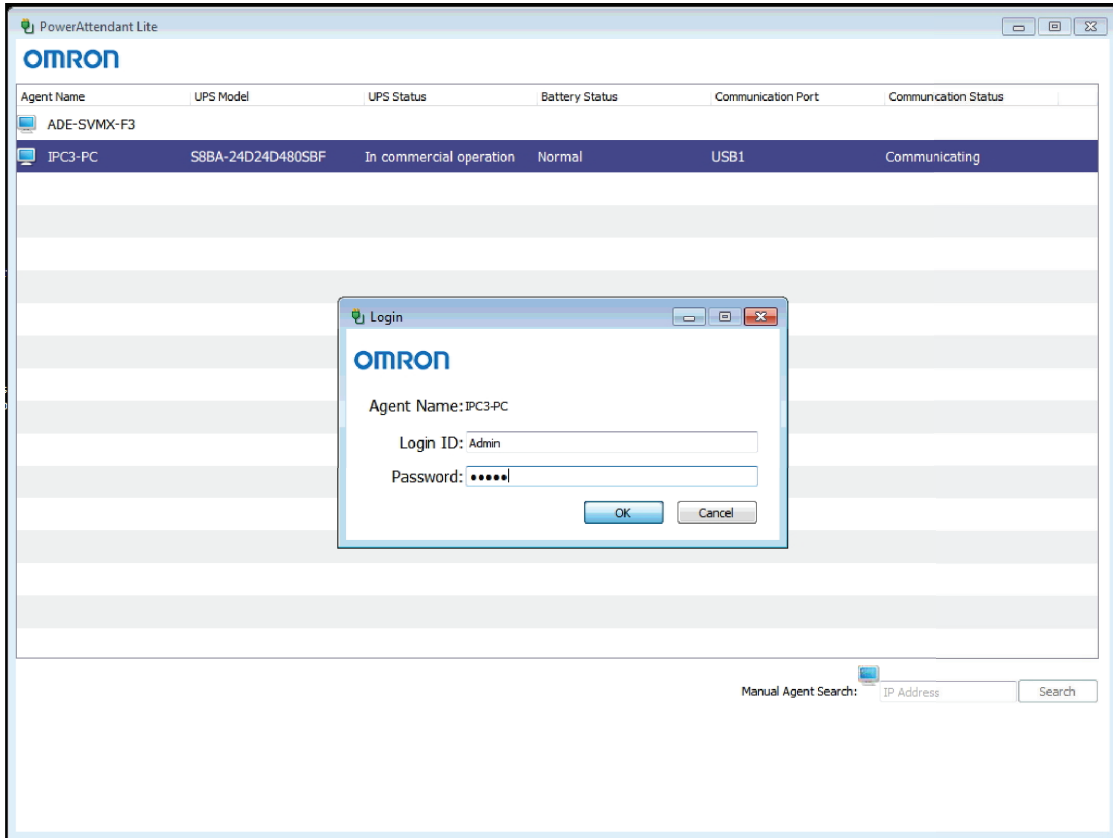 PowerAttendant Lite
OMRON
Agent Name UPS Model UPS Status Battery Status Communication Port Communication Status
ADE-SVMX-F3
IPC3-PC S8BA-24D24D480SBF In commercial operation Normal USB1 Communicating
Login
OMRON
Agent Name: IPC3-PC
Login ID: Admin
Password: •••••
OK Cancel
Manual Agent Search: IP Address Search